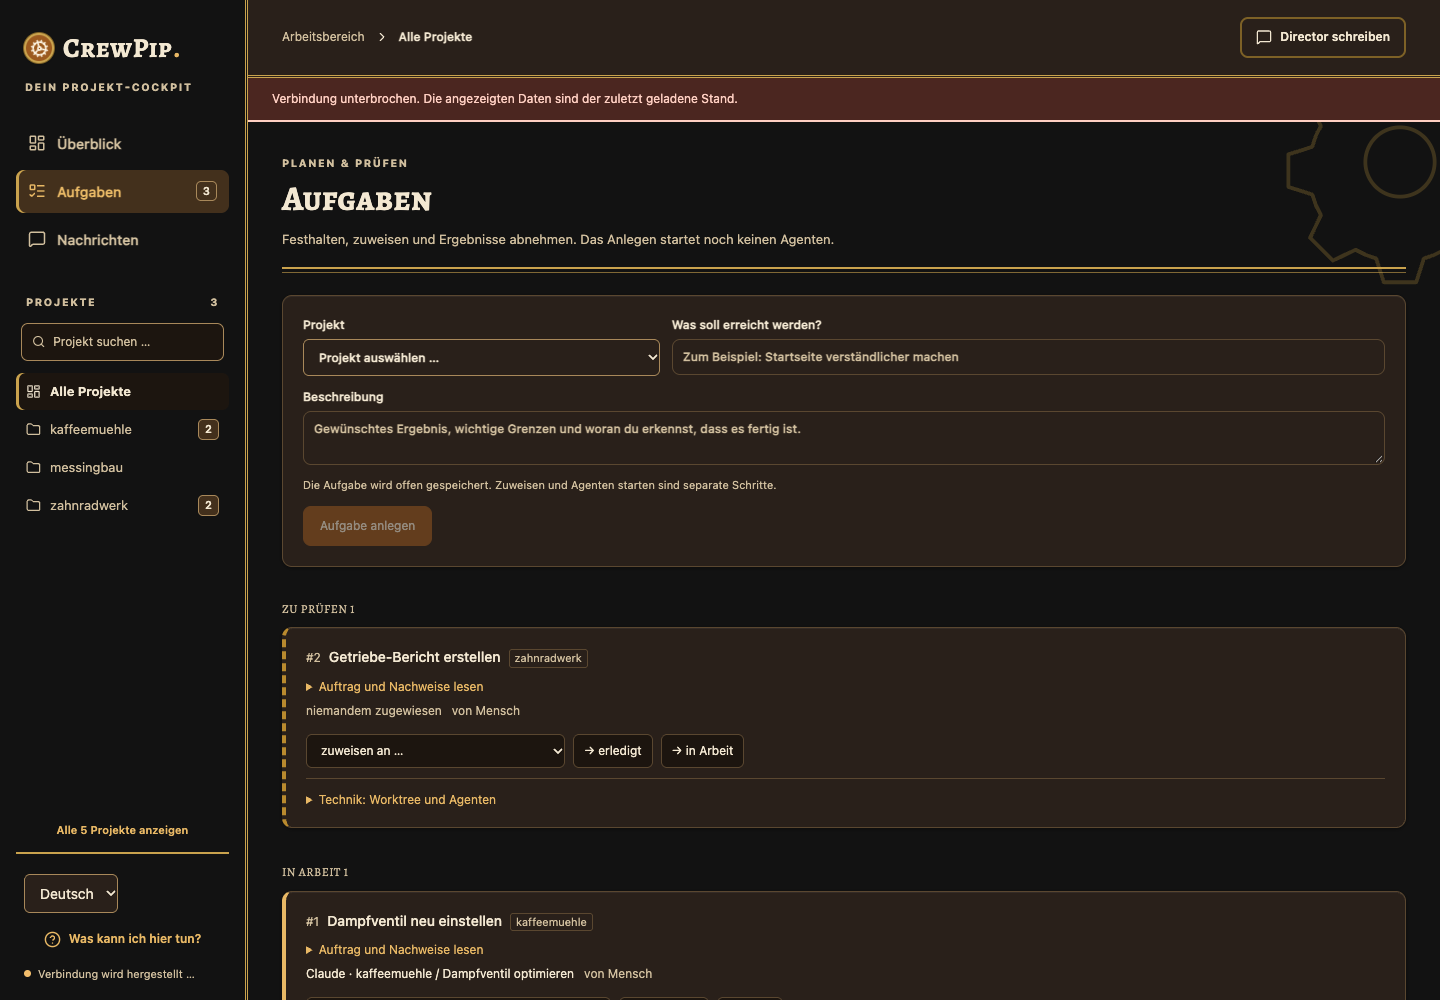 CrewPip.
DEIN PROJEKT-COCKPIT
Überblick
Aufgaben 3
Nachrichten
PROJEKTE 3
Projekt suchen ...
Alle Projekte
kaffeemuehle 2
messingbau
zahnradwerk 2
Alle 5 Projekte anzeigen
Deutsch
Was kann ich hier tun?
Verbindung wird hergestellt ...
Arbeitsbereich > Alle Projekte
Director schreiben
Verbindung unterbrochen. Die angezeigten Daten sind der zuletzt geladene Stand.
PLANEN & PRÜFEN
Aufgaben
Festhalten, zuweisen und Ergebnisse abnehmen. Das Anlegen startet noch keinen Agenten.
Projekt
Was soll erreicht werden?
Projekt auswählen ...
Zum Beispiel: Startseite verständlicher machen
Beschreibung
Gewünschtes Ergebnis, wichtige Grenzen und woran du erkennst, dass es fertig ist.
Die Aufgabe wird offen gespeichert. Zuweisen und Agenten starten sind separate Schritte.
Aufgabe anlegen
ZU PRÜFEN 1
#2 Getriebe-Bericht erstellen zahnradwerk
Auftrag und Nachweise lesen
niemandem zugewiesen von Mensch
zuweisen an ... → erledigt → in Arbeit
Technik: Worktree und Agenten
IN ARBEIT 1
#1 Dampfventil neu einstellen kaffeemuehle
Auftrag und Nachweise lesen
Claude · kaffeemuehle / Dampfventil optimieren von Mensch